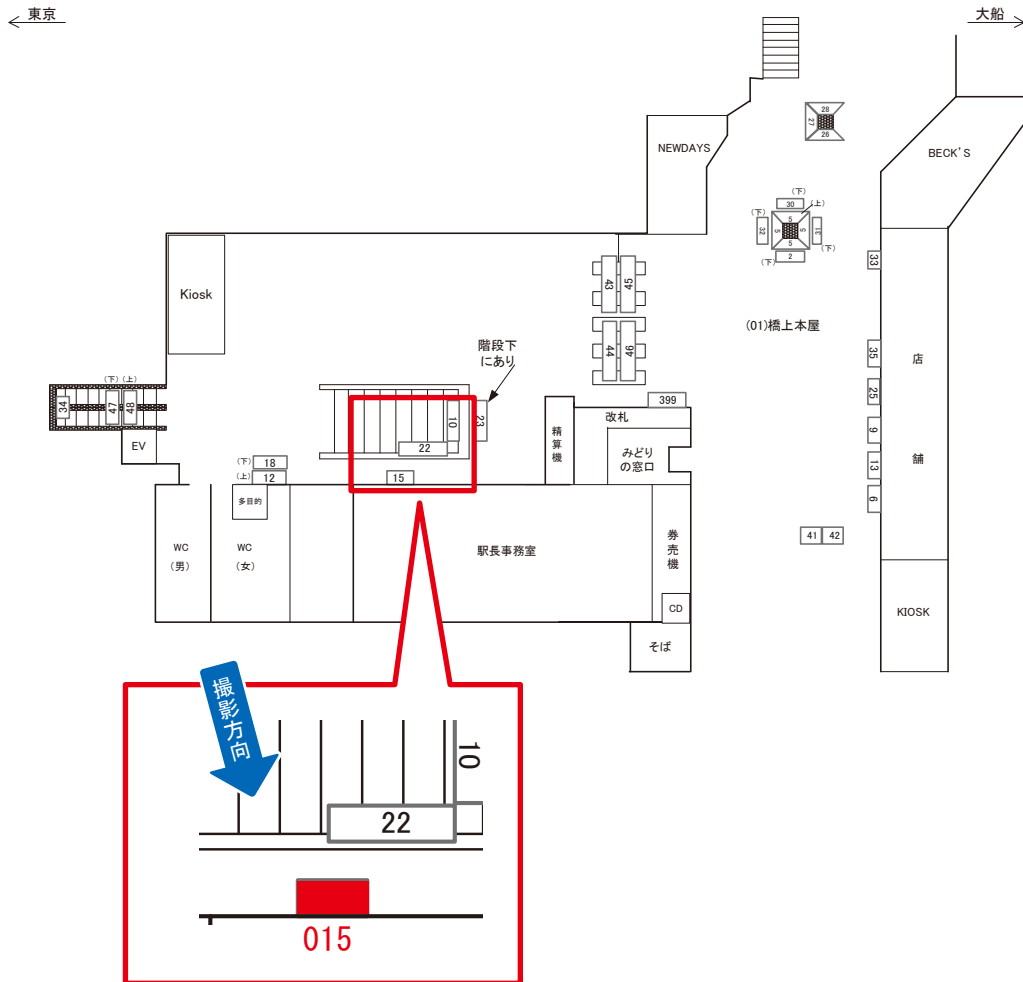 東京
大船
28
27
26
NEWDAYS
BECK'S
(下)
30
(上)
(下)
5
32
5
5
31
5
(下)
2
(下)
33
Kiosk
43
45
(01)橋上本屋
44
46
35
店
階段下
にあり
(下)(上)
34
47
48
25
399
10
23
改札
EV
22
精算機
みどり
の窓口
9
舗
(下)
18
(上)
12
15
13
多目的
6
WC
(男)
WC
(女)
駅長事務室
券売機
41
42
CD
KIOSK
そば
撮影方向
10
22
015